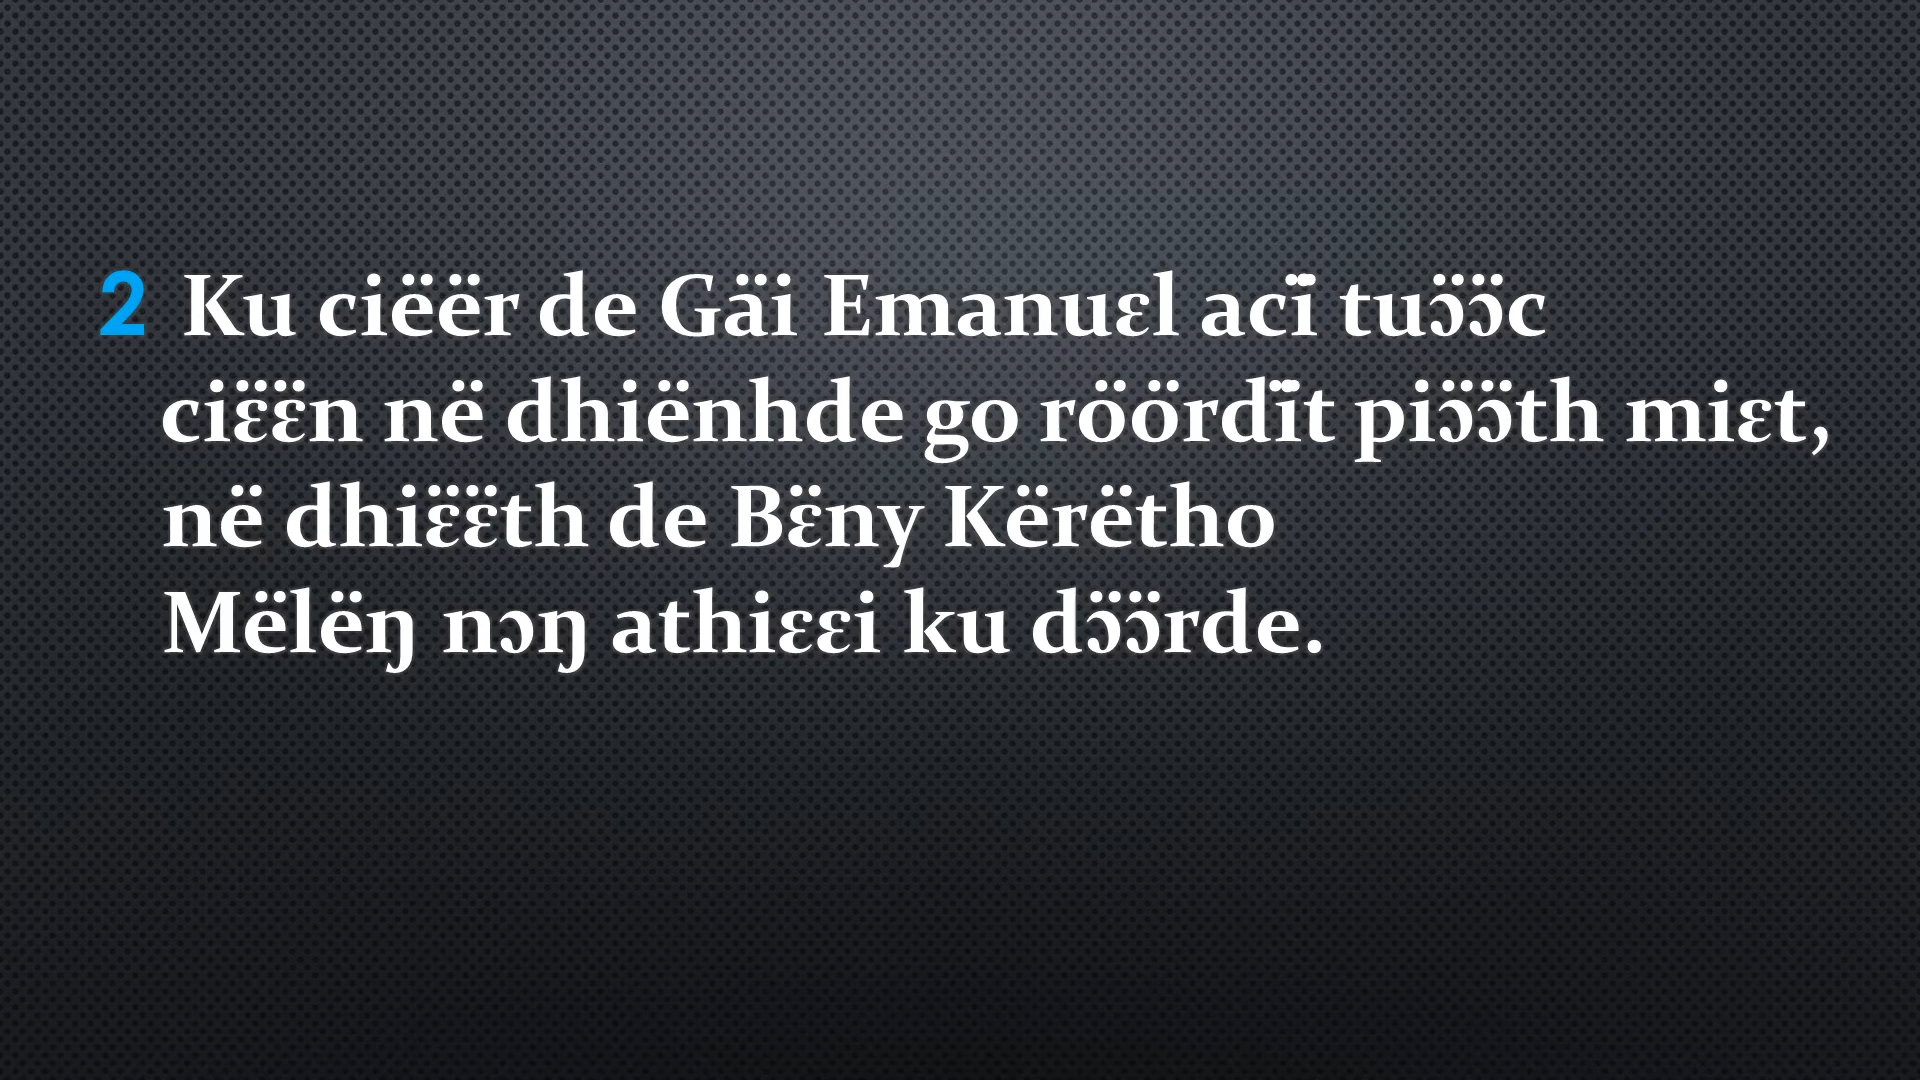 2 Ku ciëër de Gäi Emanuɛl acï tuɔ̈ɔ̈c
ciɛ̈ɛ̈n në dhiënhde go röördït piɔ̈ɔ̈th miɛt,
në dhiɛ̈ɛ̈th de Bɛ̈ny Kërëtho
Mëlëŋ nɔŋ athiɛɛi ku dɔ̈ɔ̈rde.